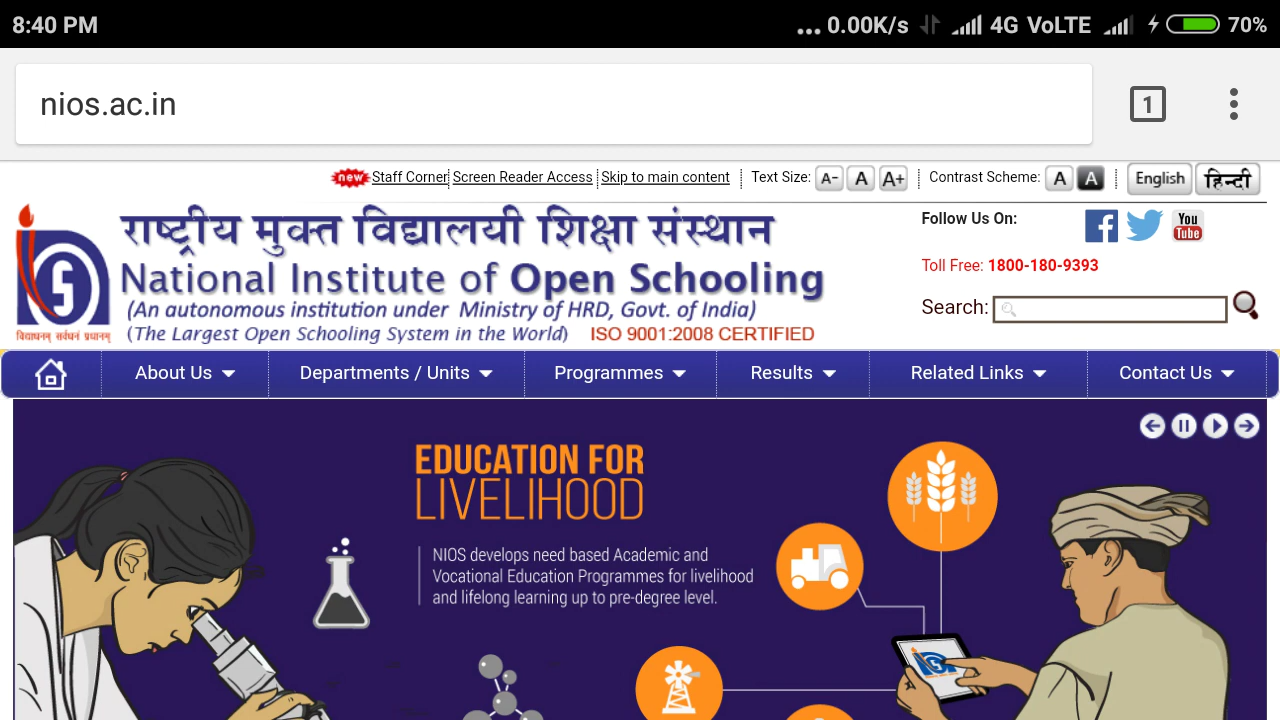 8:40 PM ... 0.00K/s 4G VoLTE 70%
nios.ac.in 1
new Staff Corner Screen Reader Access Skip to main content Text Size: A- A A+ Contrast Scheme: A A English हिन्दी
राष्ट्रीय मुक्त विद्यालयी शिक्षा संस्थान
National Institute of Open Schooling
(An autonomous institution under Ministry of HRD, Govt. of India)
(The Largest Open Schooling System in the World) ISO 9001:2008 CERTIFIED
विद्याधनम् सर्वधनं प्रधानम्
Follow Us On: You Tube
Toll Free: 1800-180-9393
Search:
About Us Departments / Units Programmes Results Related Links Contact Us
EDUCATION FOR
LIVELIHOOD
NIOS develops need based Academic and
Vocational Education Programmes for livelihood
and lifelong learning up to pre-degree level.